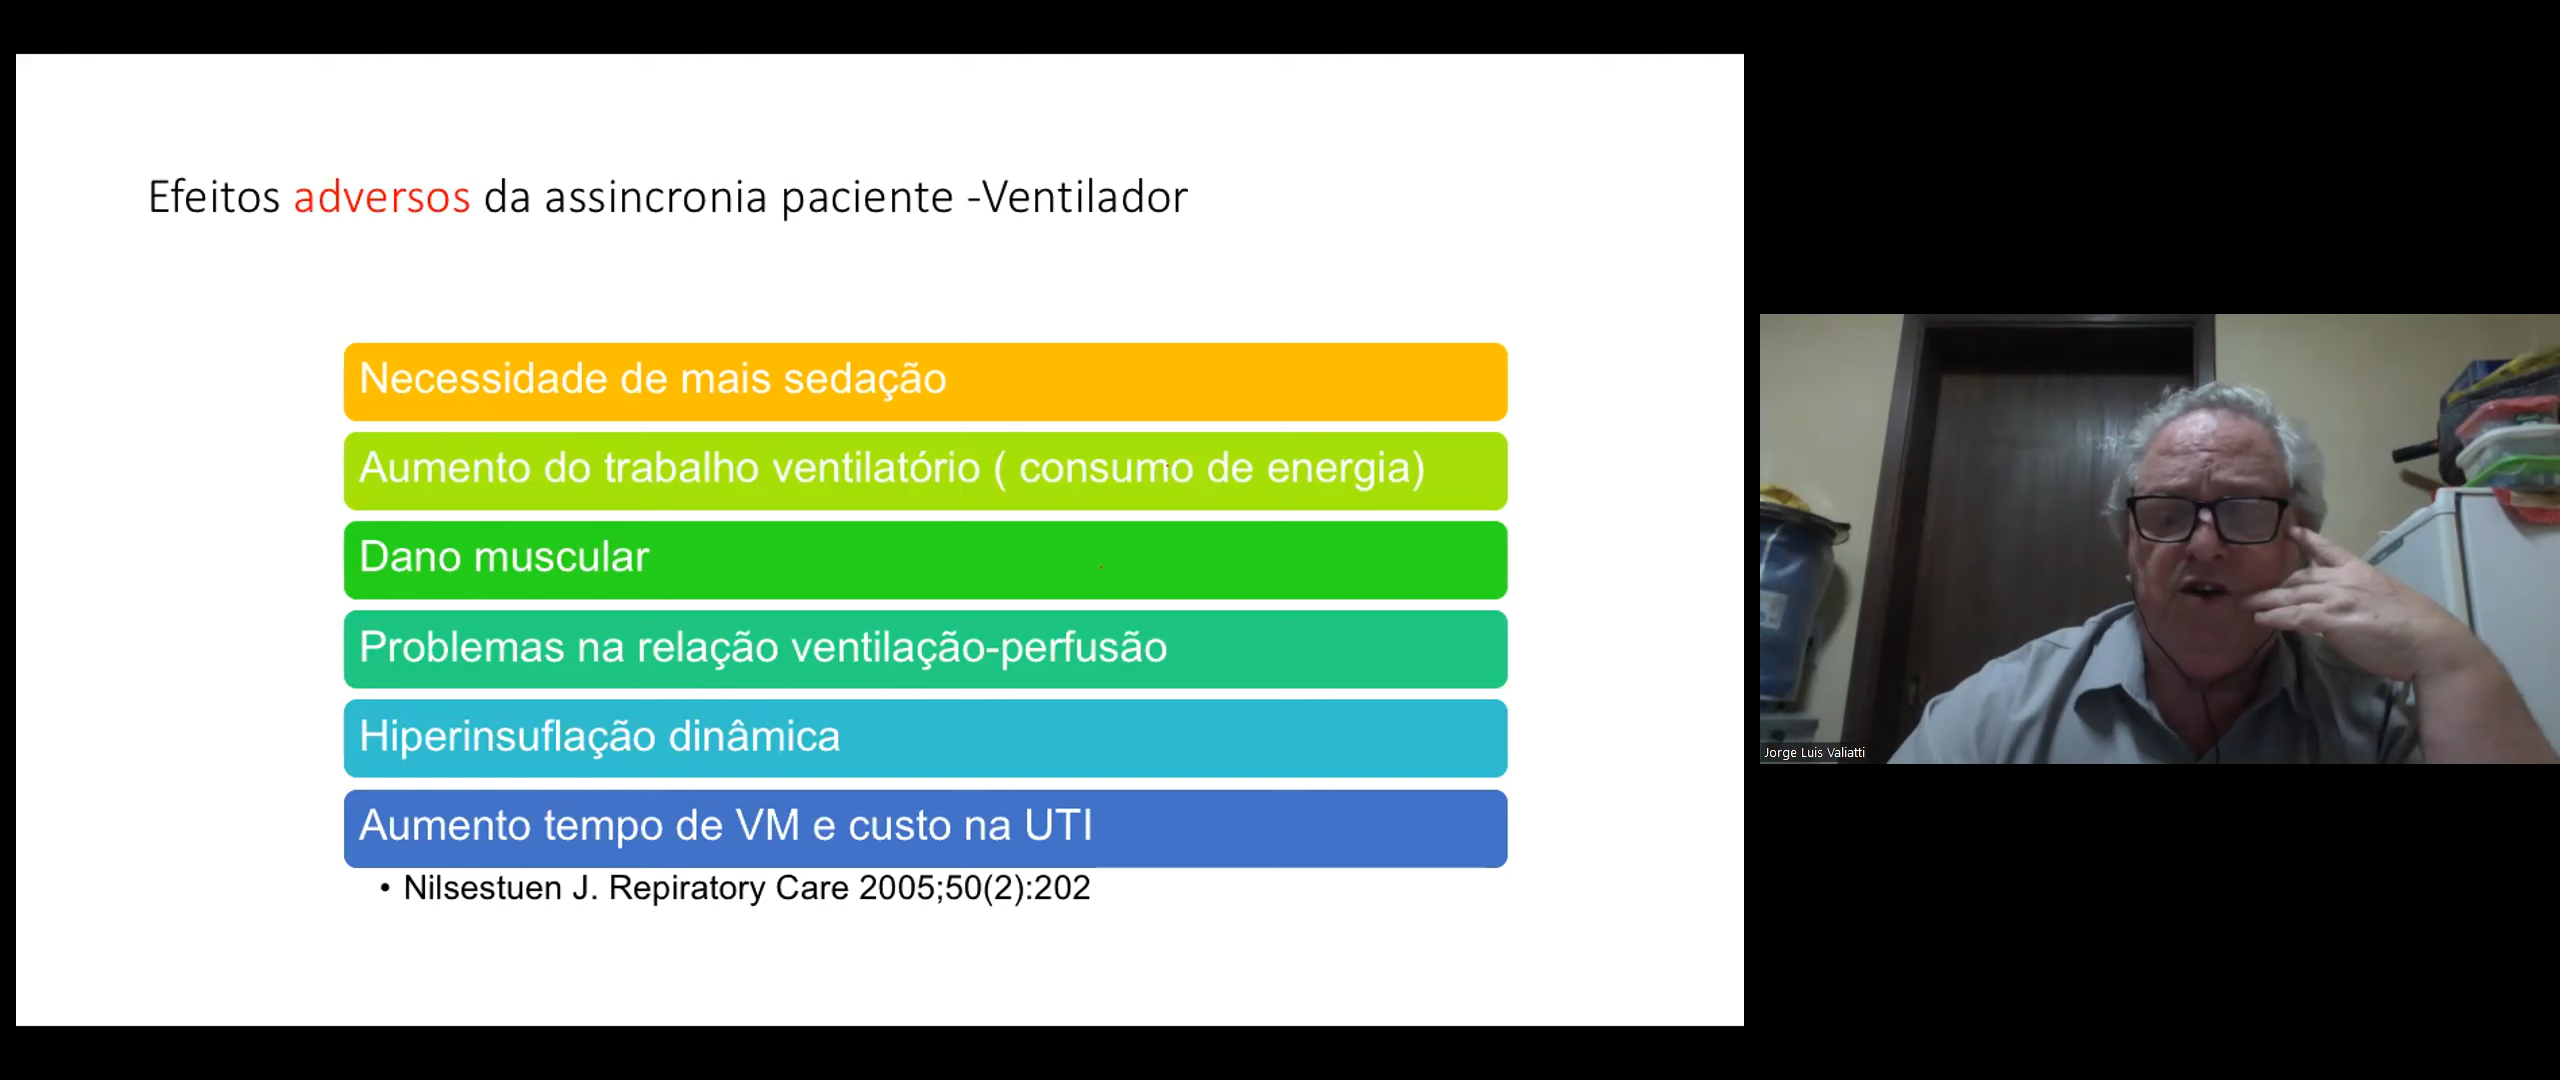 Efeitos adversos da assincronia paciente -Ventilador
Necessidade de mais sedação
Aumento do trabalho ventilatório ( consumo de energia)
Dano muscular
Problemas na relação ventilação-perfusão
Hiperinsuflação dinâmica
Aumento tempo de VM e custo na UTI
• Nilsestuen J. Repiratory Care 2005;50(2):202
Jorge Luis Valiatti